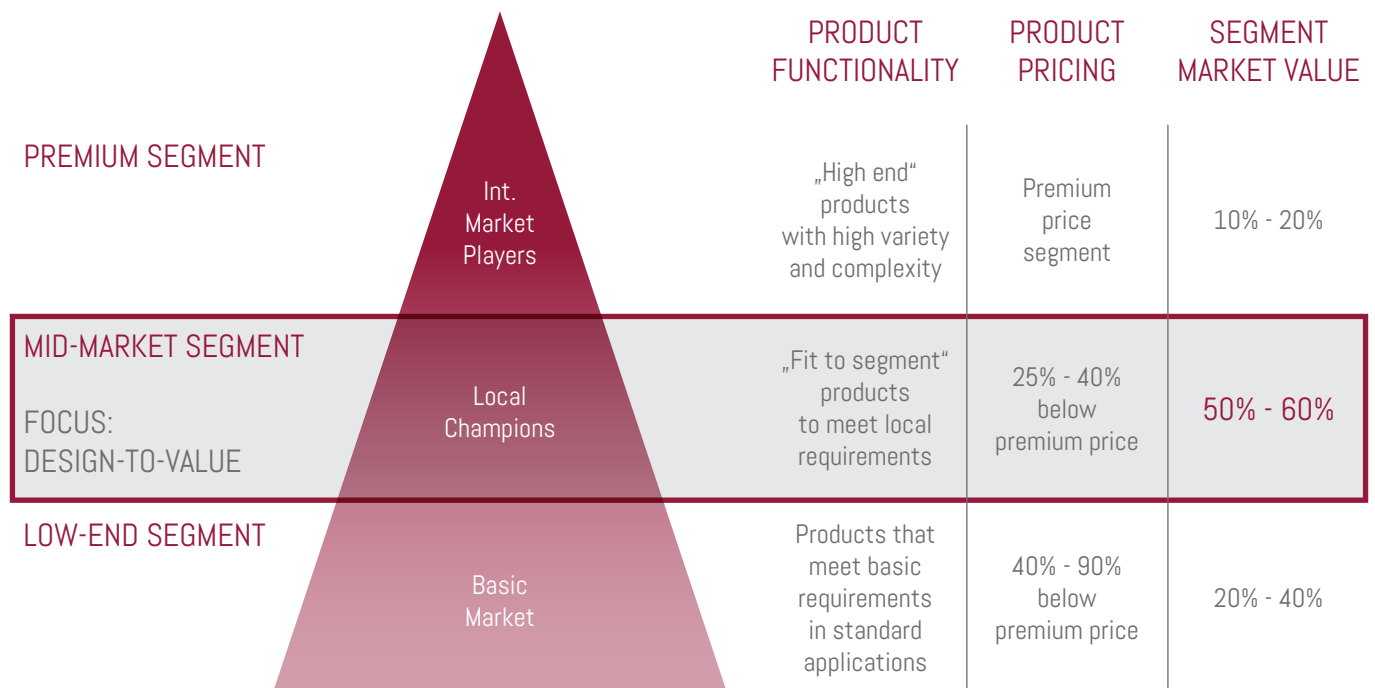 PRODUCT
FUNCTIONALITY
PRODUCT
PRICING
SEGMENT
MARKET VALUE
PREMIUM SEGMENT
Int.
Market
Players
„High end“
products
with high variety
and complexity
Premium
price
segment
10% - 20%
MID-MARKET SEGMENT
FOCUS:
DESIGN-TO-VALUE
Local
Champions
„Fit to segment“
products
to meet local
requirements
25% - 40%
below
premium price
50% - 60%
LOW-END SEGMENT
Basic
Market
Products that
meet basic
requirements
in standard
applications
40% - 90%
below
premium price
20% - 40%